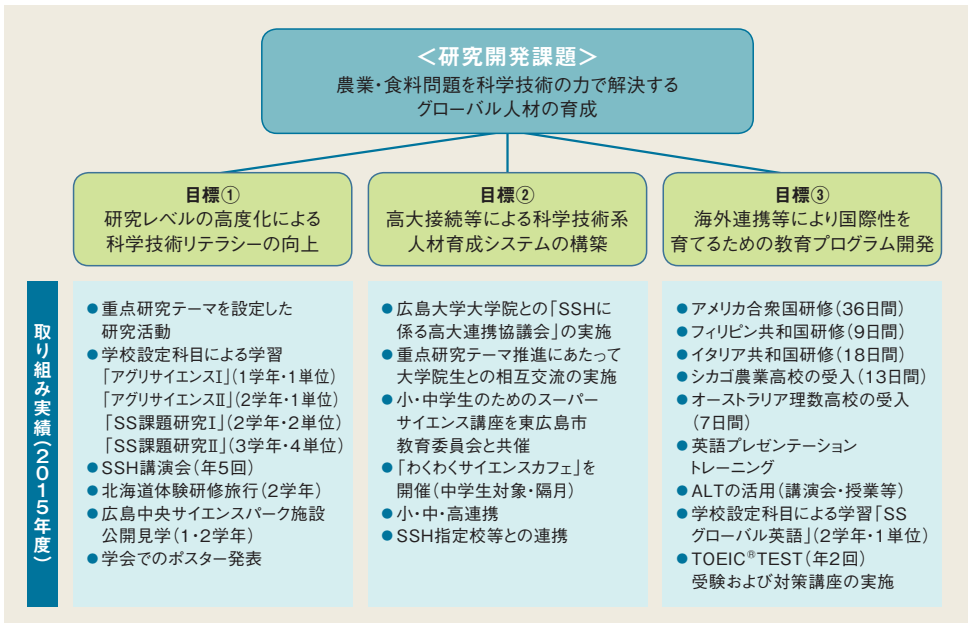 ＜研究開発課題＞
農業・食料問題を科学技術の力で解決する
グローバル人材の育成
目標①
研究レベルの高度化による
科学技術リテラシーの向上
目標②
高大接続等による科学技術系
人材育成システムの構築
目標③
海外連携等により国際性を
育てるための教育プログラム開発
取り組み実績（2015年度）
●重点研究テーマを設定した
研究活動
●学校設定科目による学習
「アグリサイエンスⅠ」（1学年・1単位）
「アグリサイエンスⅡ」（2学年・1単位）
「SS課題研究Ⅰ」（2学年・2単位）
「SS課題研究Ⅱ」（3学年・4単位）
●SSH講演会（年5回）
●北海道体験研修旅行（2学年）
●広島中央サイエンスパーク施設
公開見学（1・2学年）
●学会でのポスター発表
●広島大学大学院との「SSHに
係る高大連携協議会」の実施
●重点研究テーマ推進にあたって
大学院生との相互交流の実施
●小・中学生のためのスーパー
サイエンス講座を東広島市
教育委員会と共催
●「わくわくサイエンスカフェ」を
開催（中学生対象・隔月）
●小・中・高連携
●SSH指定校等との連携
●アメリカ合衆国研修（36日間）
●フィリピン共和国研修（9日間）
●イタリア共和国研修（18日間）
●シカゴ農業高校の受入（13日間）
●オーストラリア理数高校の受入
（7日間）
●英語プレゼンテーション
トレーニング
●ALTの活用（講演会・授業等）
●学校設定科目による学習「SS
グローバル英語」（2学年・1単位）
●TOEIC®TEST（年2回）
受験および対策講座の実施